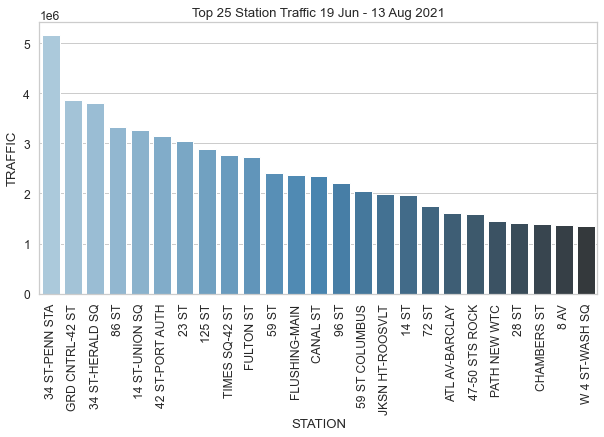 Top 25 Station Traffic 19 Jun - 13 Aug 2021
1e6
TRAFFIC
5
4
3
2
1
0
34 ST-PENN STA
GRD CNTRL-42 ST
34 ST-HERALD SQ
86 ST
14 ST-UNION SQ
42 ST-PORT AUTH
23 ST
125 ST
TIMES SQ-42 ST
FULTON ST
59 ST
FLUSHING-MAIN
CANAL ST
96 ST
59 ST COLUMBUS
JKSN HT-ROOSVLT
14 ST
72 ST
ATL AV-BARCLAY
47-50 STS ROCK
PATH NEW WTC
28 ST
CHAMBERS ST
8 AV
W 4 ST-WASH SQ
STATION